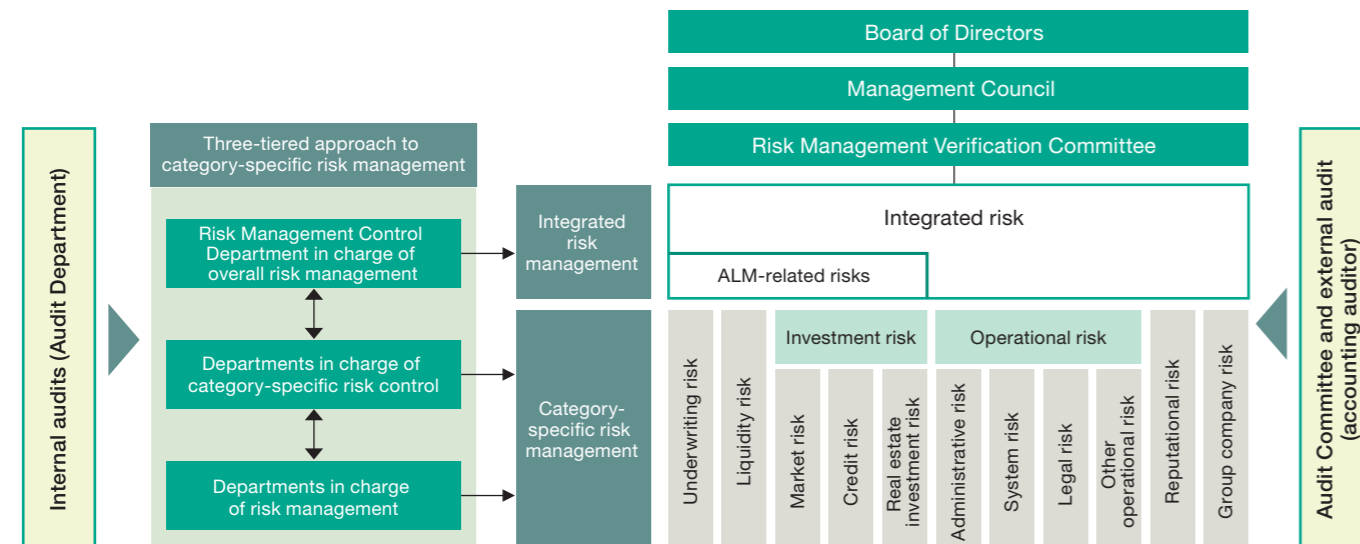 Board of Directors
Management Council
Risk Management Verification Committee
Internal audits (Audit Department)
Three-tiered approach to
category-specific risk management
Risk Management Control
Department in charge of
overall risk management
Departments in charge of
category-specific risk control
Departments in charge
of risk management
Integrated
risk
management
Category-
specific risk
management
Integrated risk
ALM-related risks
Investment risk
Operational risk
Underwriting risk
Liquidity risk
Market risk
Credit risk
Real estate
investment risk
Administrative risk
System risk
Legal risk
Other
operational risk
Reputational risk
Group company risk
Audit Committee and external audit
(accounting auditor)